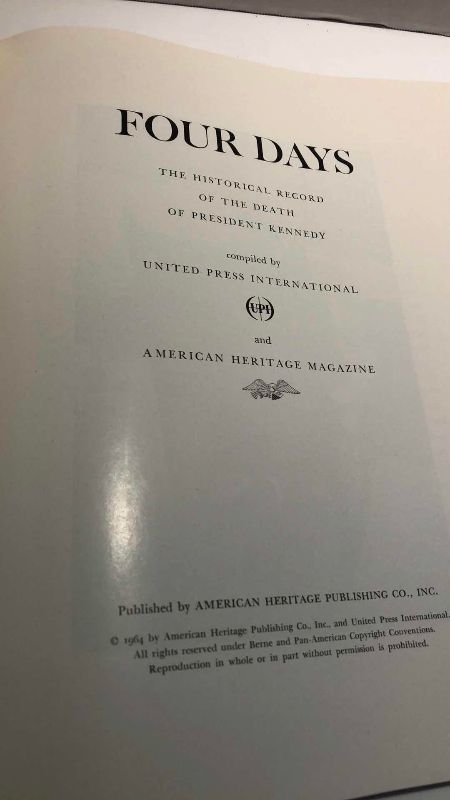 FOUR DAYS
THE HISTORICAL RECORD
OF THE DEATH
OF PRESIDENT KENNEDY
compiled by
UNITED PRESS INTERNATIONAL
UPI
and
AMERICAN HERITAGE MAGAZINE
Published by AMERICAN HERITAGE PUBLISHING CO., INC.
© 1964 by American Heritage Publishing Co., Inc., and United Press International.
All rights reserved under Berne and Pan-American Copyright Conventions.
Reproduction in whole or in part without permission is prohibited.